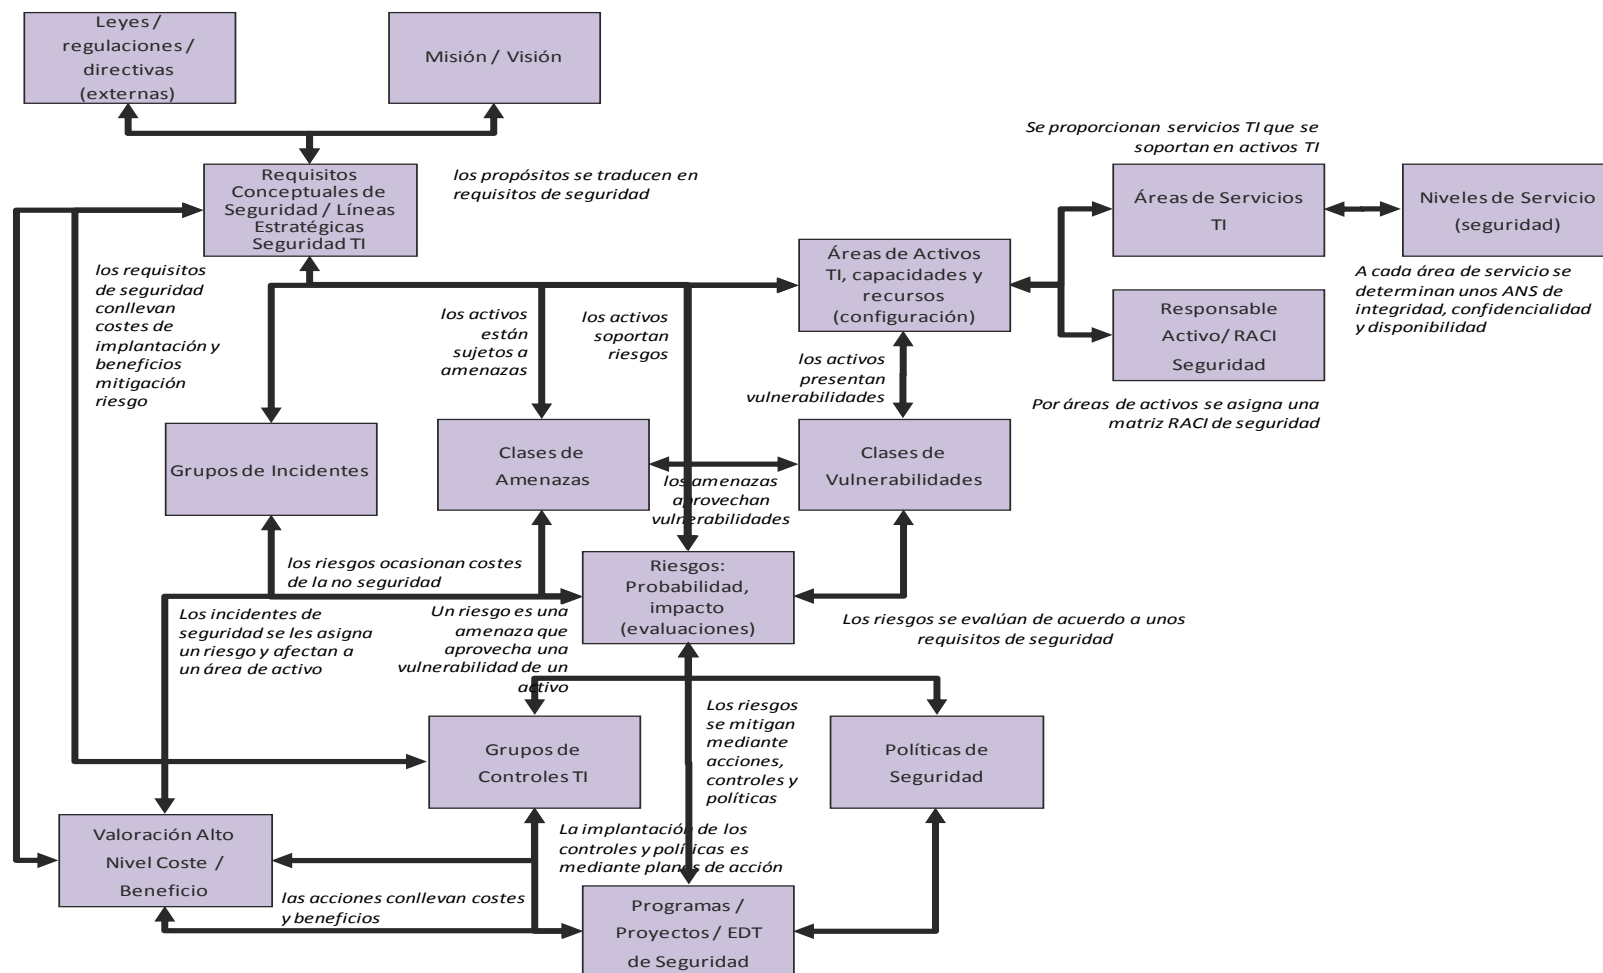 Leyes /
regulaciones /
directivas
(externas)
Misión / Visión
Requisitos
Conceptuales de
Seguridad / Líneas
Estratégicas
Seguridad TI
los propósitos se traducen en
requisitos de seguridad
Se proporcionan servicios TI que se
soportan en activos TI
Áreas de Servicios
TI
Niveles de Servicio
(seguridad)
Áreas de Activos
TI, capacidades y
recursos
(configuración)
A cada área de servicio se
determinan unos ANS de
integridad, confidencialidad
y disponibilidad
Responsable
Activo/ RACI
Seguridad
Por áreas de activos se asigna una
matriz RACI de seguridad
los requisitos
de seguridad
conllevan
costes de
implantación y
beneficios
mitigación
riesgo
los activos
están
sujetos a
amenazas
los activos
soportan
riesgos
los activos
presentan
vulnerabilidades
Grupos de Incidentes
Clases de
Amenazas
Clases de
Vulnerabilidades
los amenazas
aprovechan
vulnerabilidades
los riesgos ocasionan costes
de la no seguridad
Riesgos:
Probabilidad,
impacto
(evaluaciones)
Los incidentes de
seguridad se les asigna
un riesgo y afectan a
un área de activo
Un riesgo es una
amenaza que
aprovecha una
vulnerabilidad de un
activo
Los riesgos se evalúan de acuerdo a unos
requisitos de seguridad
Grupos de
Controles TI
Los riesgos
se mitigan
mediante
acciones,
controles y
políticas
Políticas de
Seguridad
Valoración Alto
Nivel Coste /
Beneficio
La implantación de los
controles y políticas es
mediante planes de acción
las acciones conllevan costes
y beneficios
Programas /
Proyectos / EDT
de Seguridad